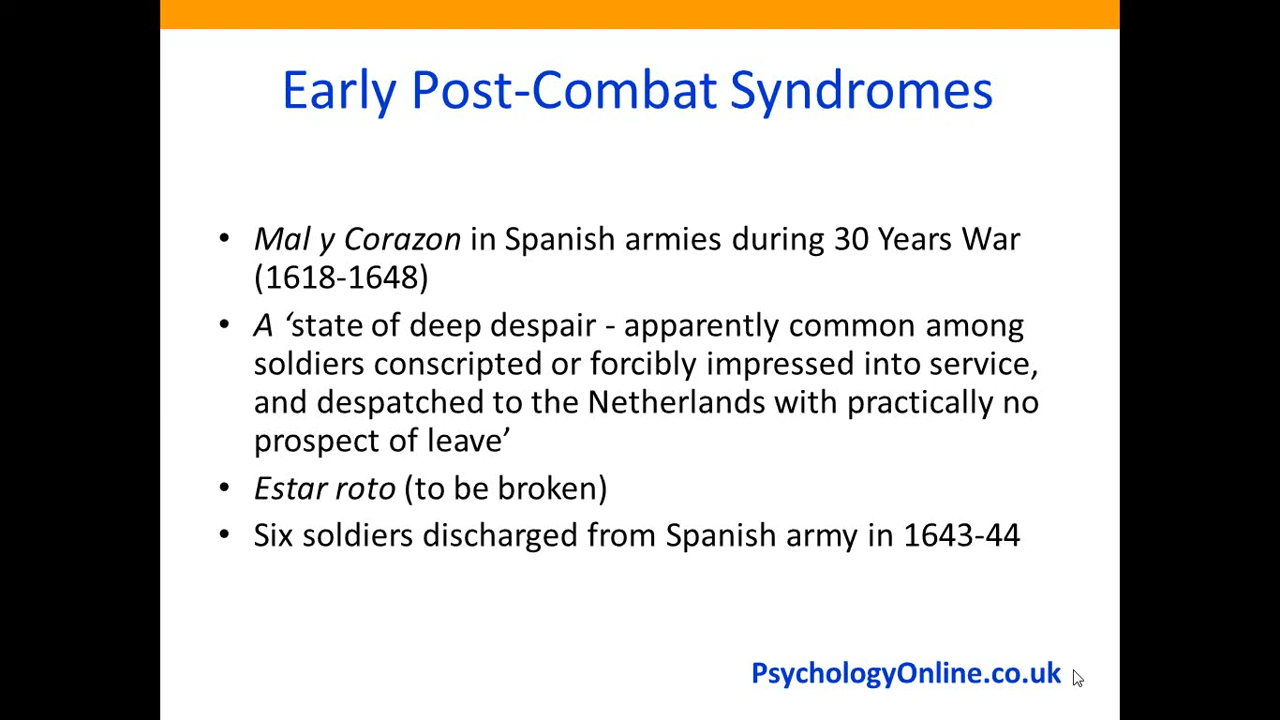 Early Post-Combat Syndromes
• Mal y Corazon in Spanish armies during 30 Years War
(1618-1648)
• A ‘state of deep despair - apparently common among
soldiers conscripted or forcibly impressed into service,
and despatched to the Netherlands with practically no
prospect of leave’
• Estar roto (to be broken)
• Six soldiers discharged from Spanish army in 1643-44
PsychologyOnline.co.uk